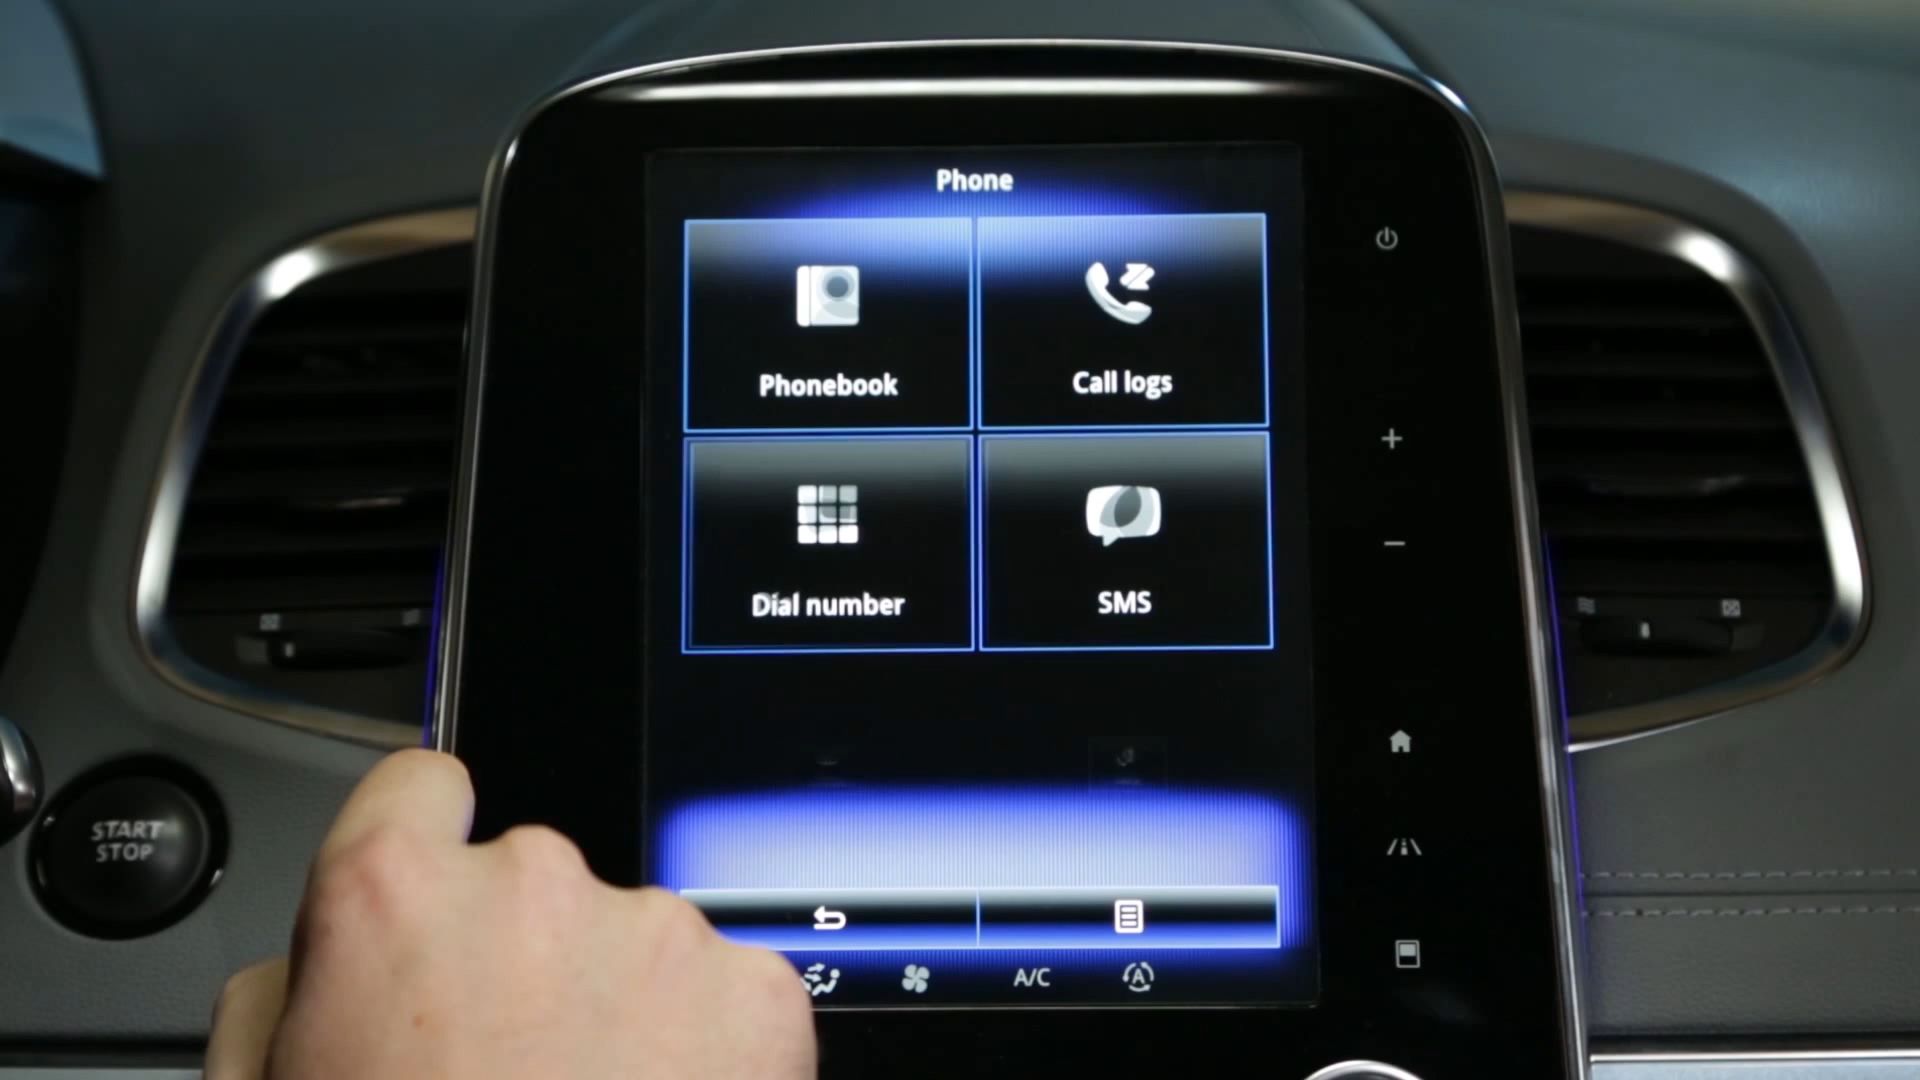 Phone
Phonebook
Call logs
Dial number
SMS
START
STOP
A/C
A